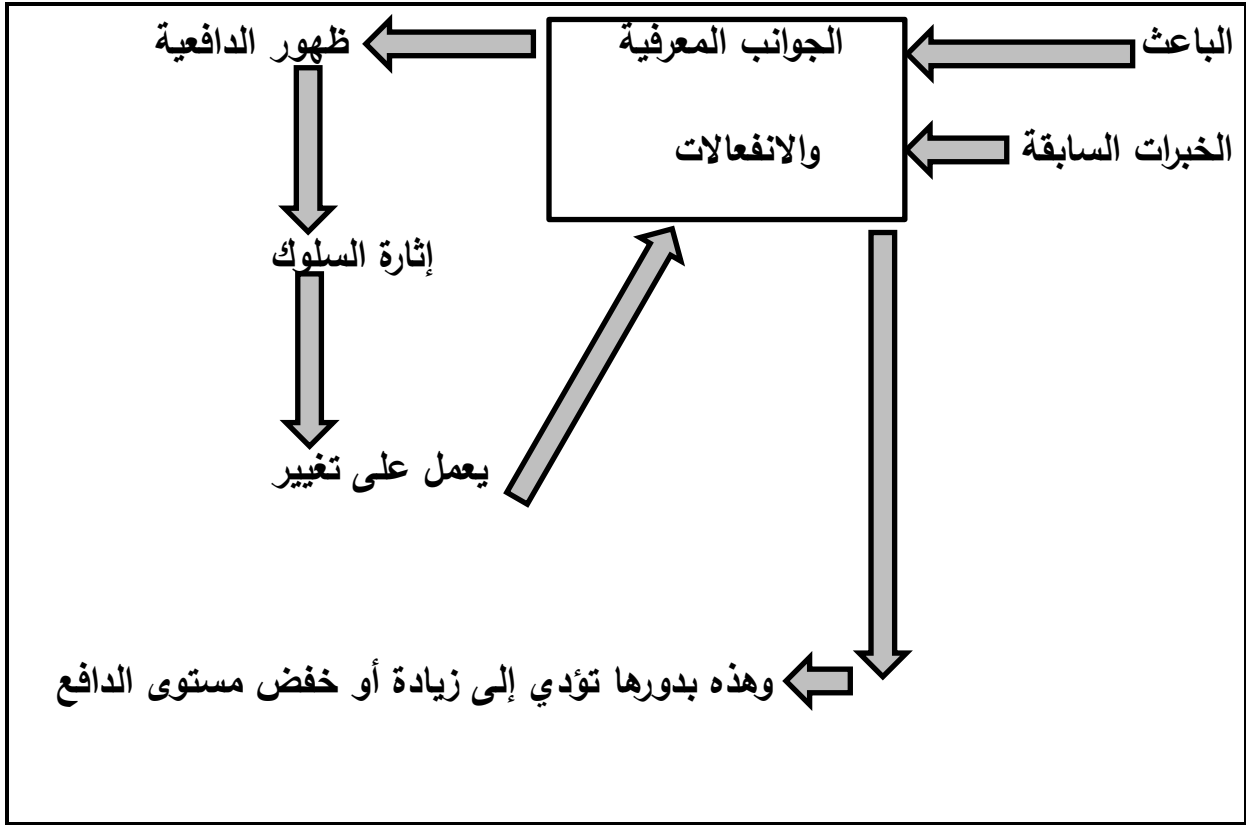 الباعث
الجوانب المعرفية
ظهور الدافعية
الخبرات السابقة
والانفعالات
إثارة السلوك
يعمل على تغيير
وهذه بدورها تؤدي إلى زيادة أو خفض مستوى الدافع